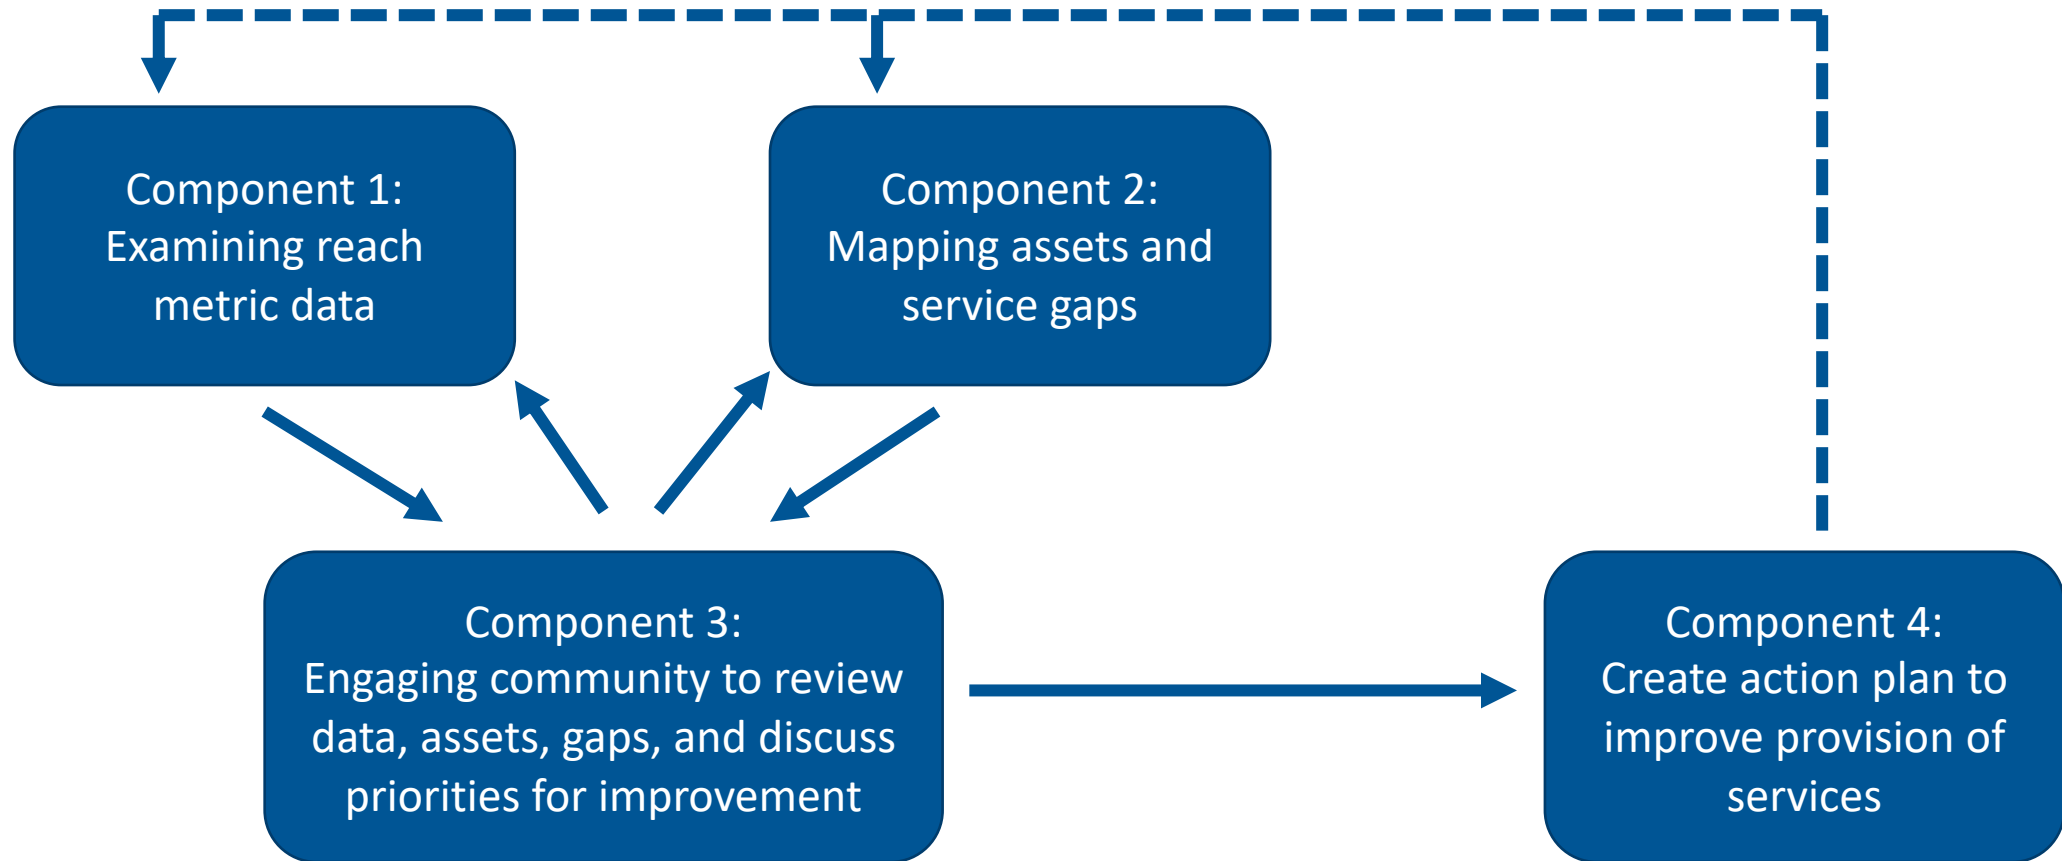 Component 1:
Examining reach
metric data
Component 2:
Mapping assets and
service gaps
Component 3:
Engaging community to review
data, assets, gaps, and discuss
priorities for improvement
Component 4:
Create action plan to
improve provision of
services